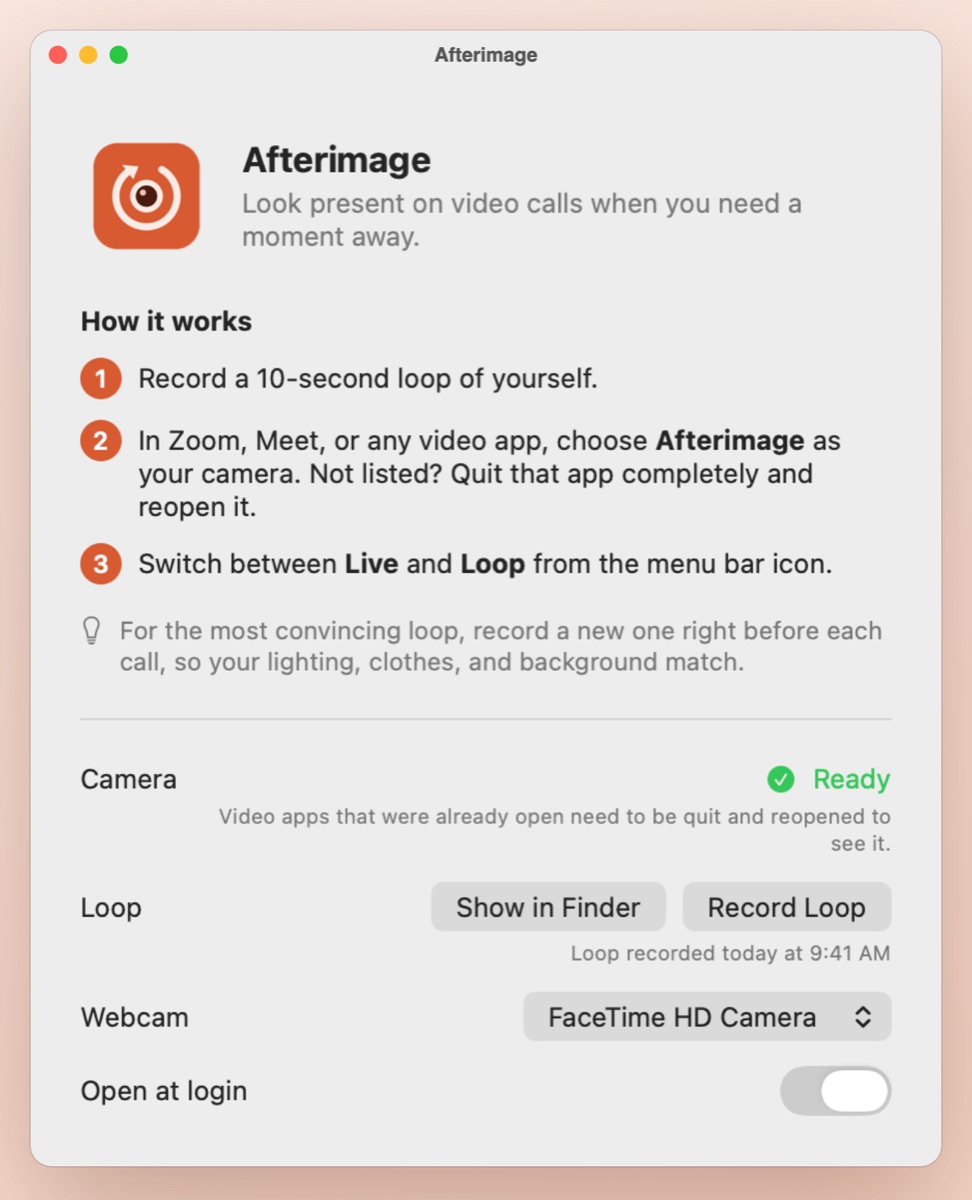 Afterimage
Afterimage
Look present on video calls when you need a
moment away.
How it works
1 Record a 10-second loop of yourself.
2 In Zoom, Meet, or any video app, choose Afterimage as
your camera. Not listed? Quit that app completely and
reopen it.
3 Switch between Live and Loop from the menu bar icon.
For the most convincing loop, record a new one right before each
call, so your lighting, clothes, and background match.
Camera Ready
Video apps that were already open need to be quit and reopened to
see it.
Loop Show in Finder Record Loop
Loop recorded today at 9:41 AM
Webcam FaceTime HD Camera
Open at login